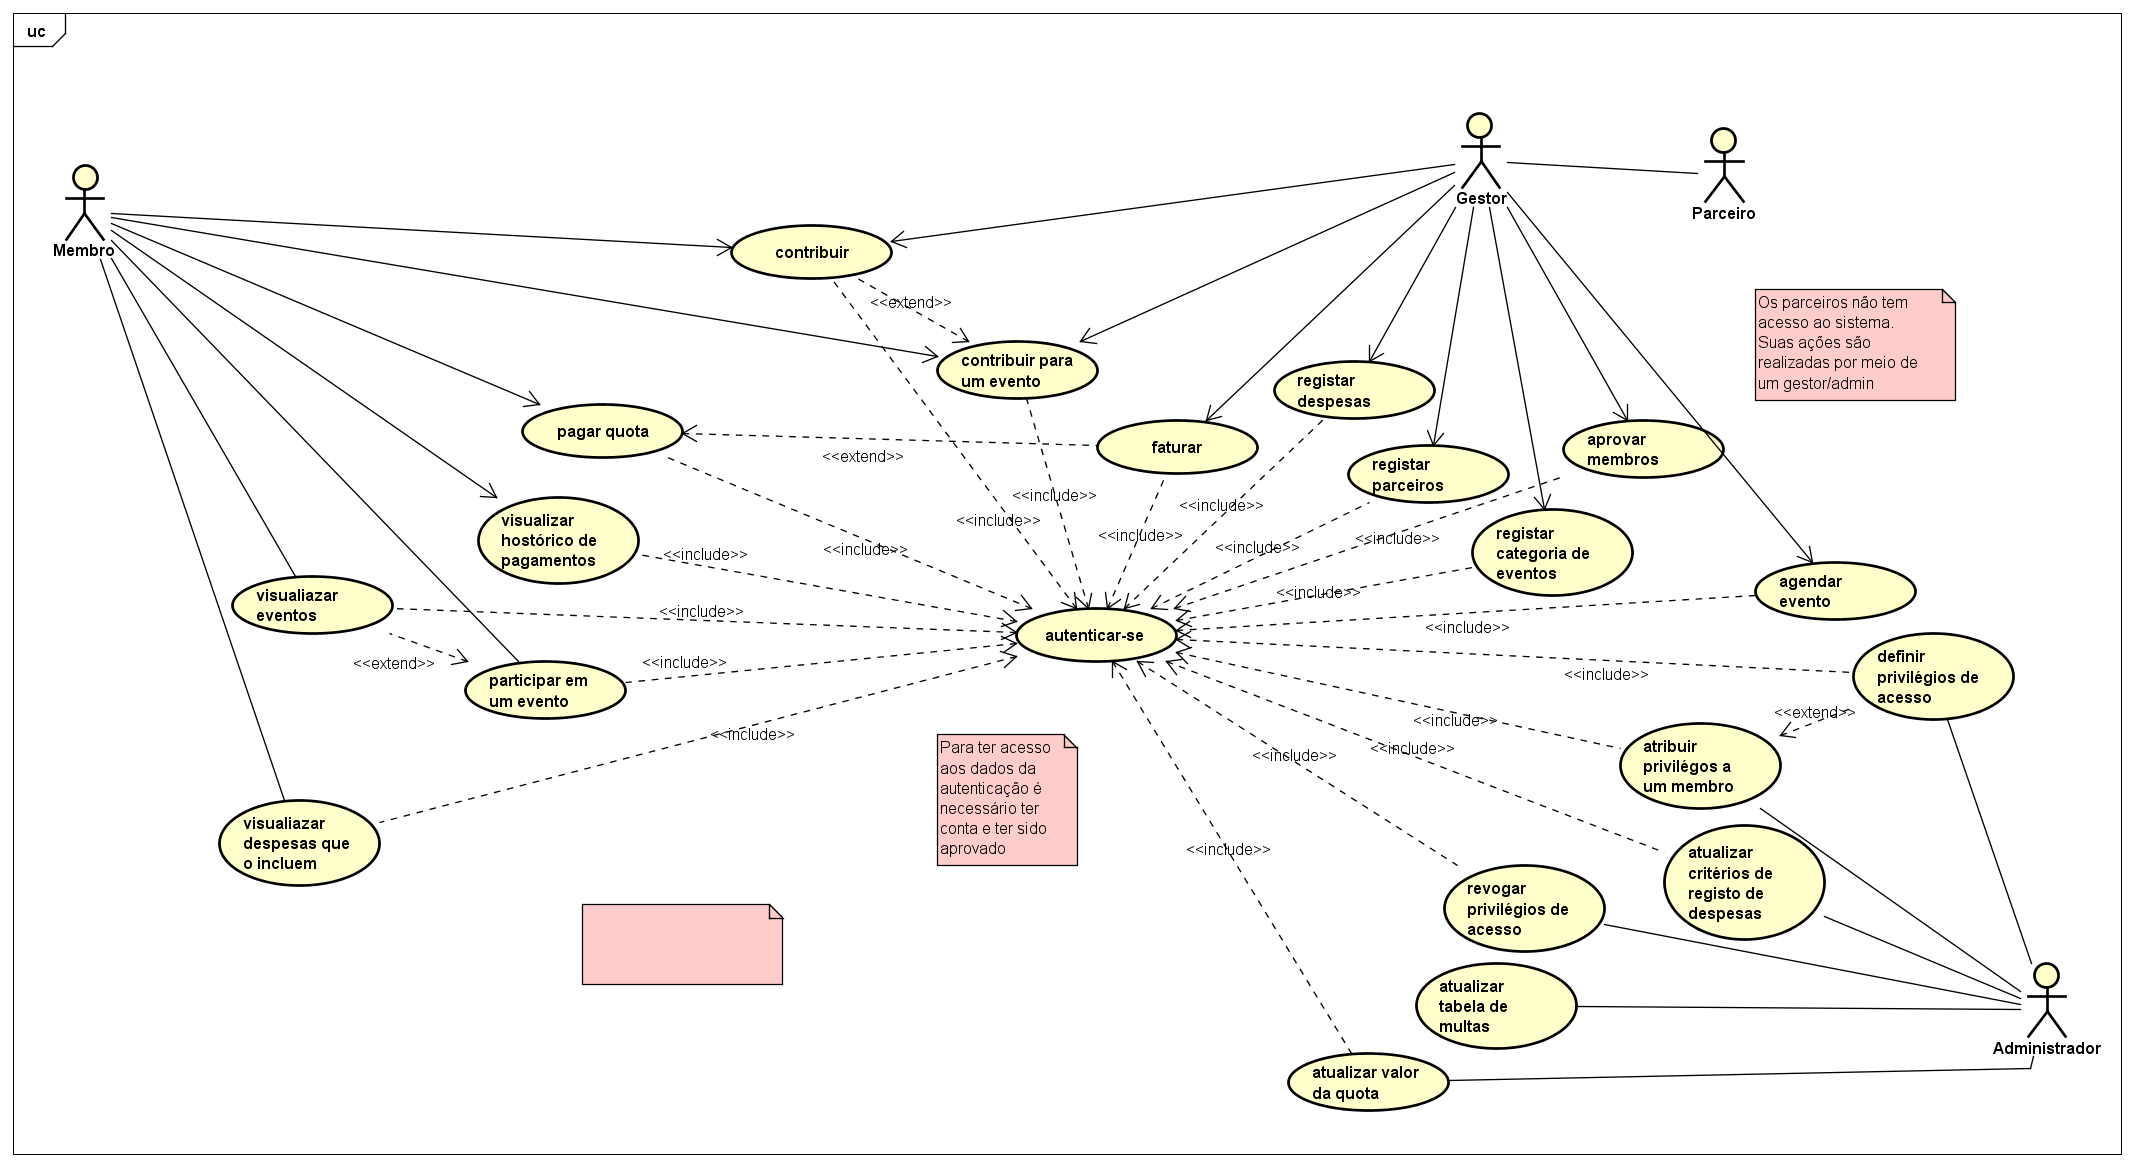 uc
Membro
Gestor
Parceiro
contribuir
<<extend>>
Os parceiros não tem
acesso ao sistema.
Suas ações são
realizadas por meio de
um gestor/admin
contribuir para
um evento
registar
despesas
pagar quota
<<extend>>
faturar
aprovar
membros
registar
parceiros
visualizar
hostórico de
pagamentos
<<include>>
<<include>>
<<include>>
<<include>>
<<include>>
<<include>>
<<include>>
<<include>>
registar
categoria de
eventos
<<include>>
agendar
evento
visualiazar
eventos
<<include>>
<<include>>
autenticar-se
<<include>>
<<extend>>
<<include>>
participar em
um evento
<<include>>
definir
privilégios de
acesso
<<extend>>
<<include>>
<<include>>
<<include>>
<<include>>
atribuir
privilégos a
um membro
Para ter acesso
aos dados da
autenticação é
necessário ter
conta e ter sido
aprovado
visualiazar
despesas que
o incluem
<<include>>
atualizar
critérios de
registo de
despesas
revogar
privilégios de
acesso
atualizar
tabela de
multas
Administrador
atualizar valor
da quota